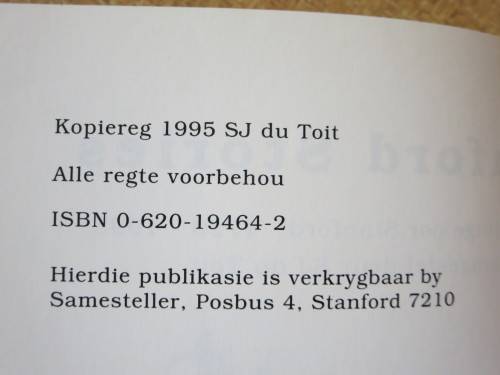 Kopiereg 1995 SJ du Toit
Alle regte voorbehou
ISBN 0-620-19464-2
Hierdie publikasie is verkrygbaar by
Samesteller, Posbus 4, Stanford 7210